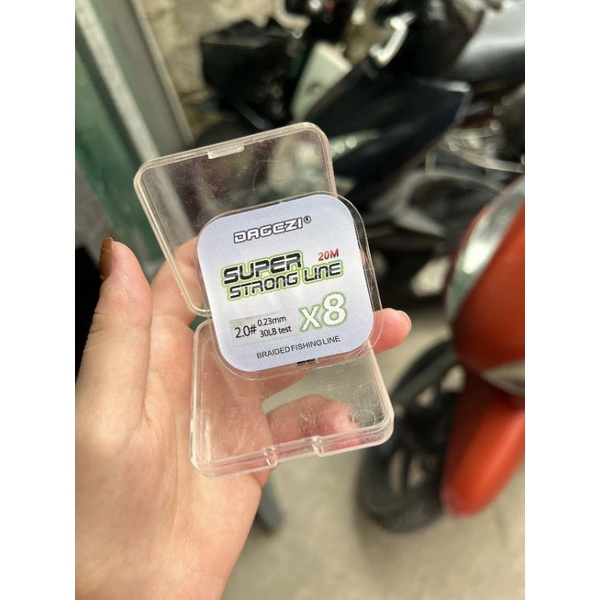 DAGEZI®
20M
SUPER
STRONG LINE
x8
2.0# 0.23mm
30LB test
BRAIDED FISHING LINE